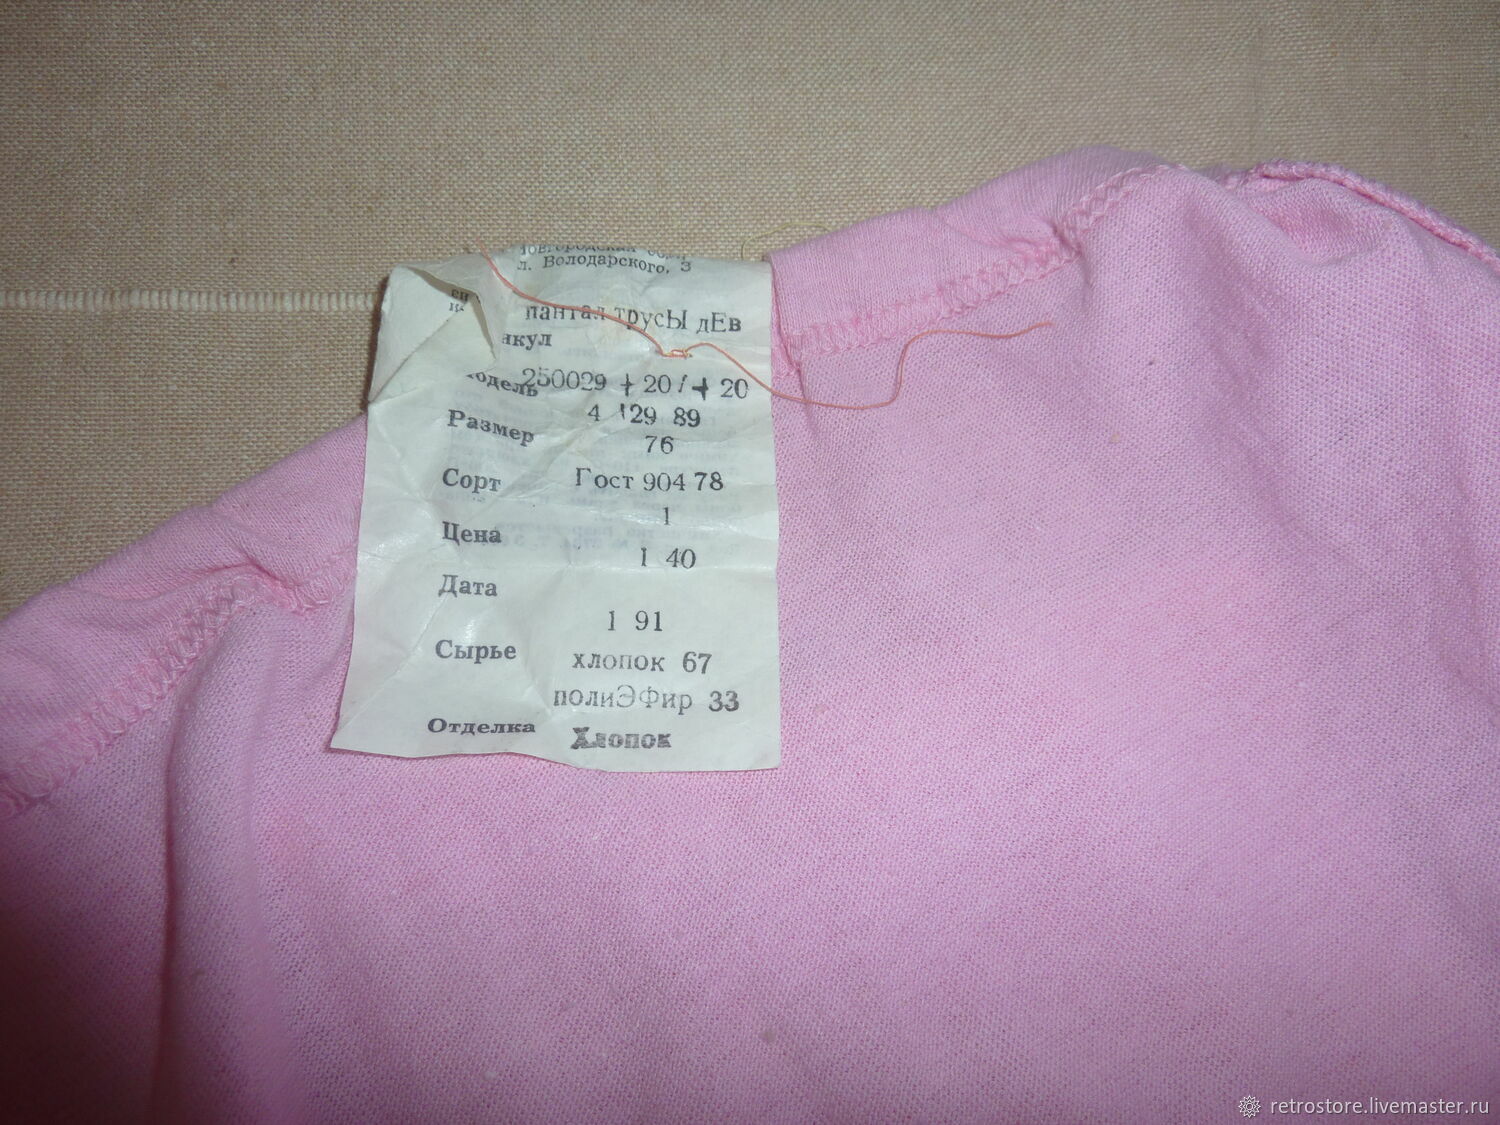 л. Володарского, 3
пантал трусЫ дЕв
250029 + 20 / + 20
4 129 89
Размер
76
Сорт Гост 904 78
1
Цена
1 40
Дата
1 91
Сырье хлопок 67
полиЭФир 33
Отделка Хлопок
retrostore.livemaster.ru